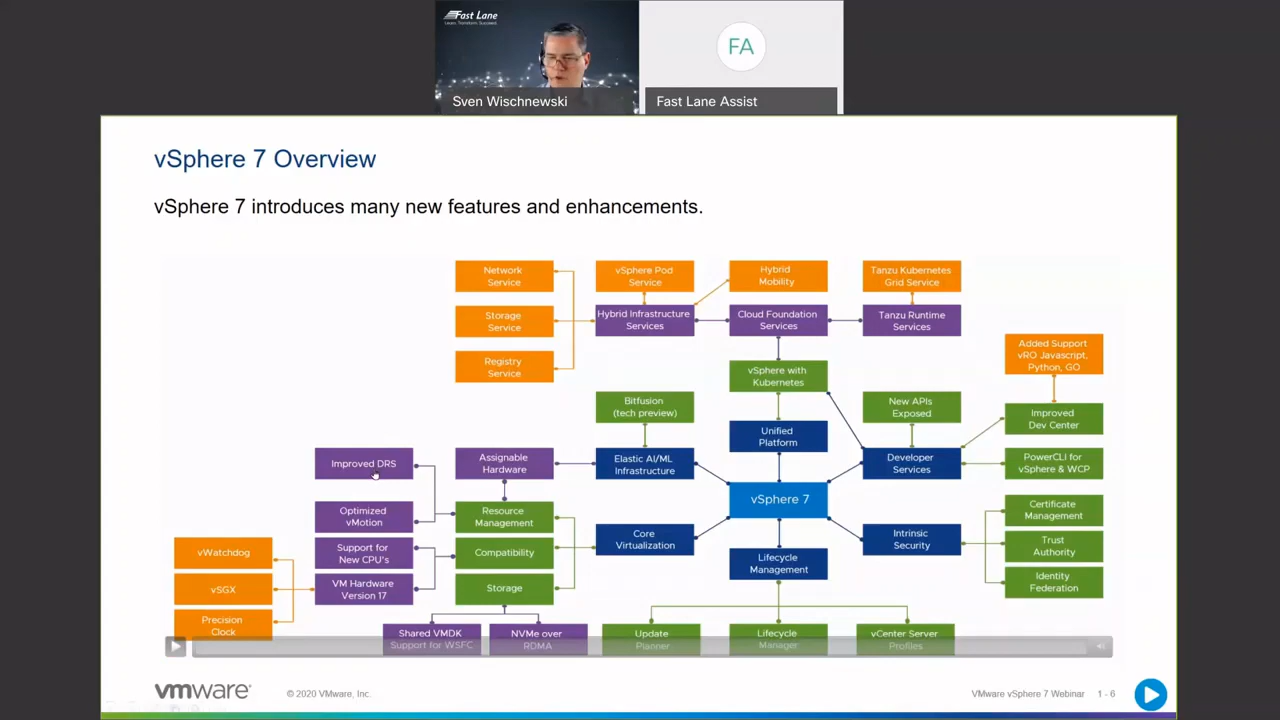 Fast Lane
FA
Sven Wischnewski
Fast Lane Assist
vSphere 7 Overview
vSphere 7 introduces many new features and enhancements.
Network
Service
vSphere Pod
Service
Hybrid
Mobility
Tanzu Kubernetes
Grid Service
Storage
Service
Hybrid Infrastructure
Services
Cloud Foundation
Services
Tanzu Runtime
Services
Registry
Service
vSphere with
Kubernetes
Added Support
vRO Javascript,
Python, GO
Bitfusion
(tech preview)
Unified
Platform
New APIs
Exposed
Improved
Dev Center
Improved DRS
Assignable
Hardware
Elastic AI/ML
Infrastructure
Developer
Services
PowerCLI for
vSphere & WCP
vSphere 7
Optimized
vMotion
Resource
Management
Core
Virtualization
Intrinsic
Security
Certificate
Management
vWatchdog
Support for
New CPU's
Compatibility
Lifecycle
Management
Trust
Authority
vSGX
VM Hardware
Version 17
Storage
Identity
Federation
Precision
Clock
Shared VMDK
Support for WSFC
NVMe over
RDMA
Update
Planner
Lifecycle
Manager
vCenter Server
Profiles
vmware®
© 2020 VMware, Inc.
VMware vSphere 7 Webinar
1 - 6